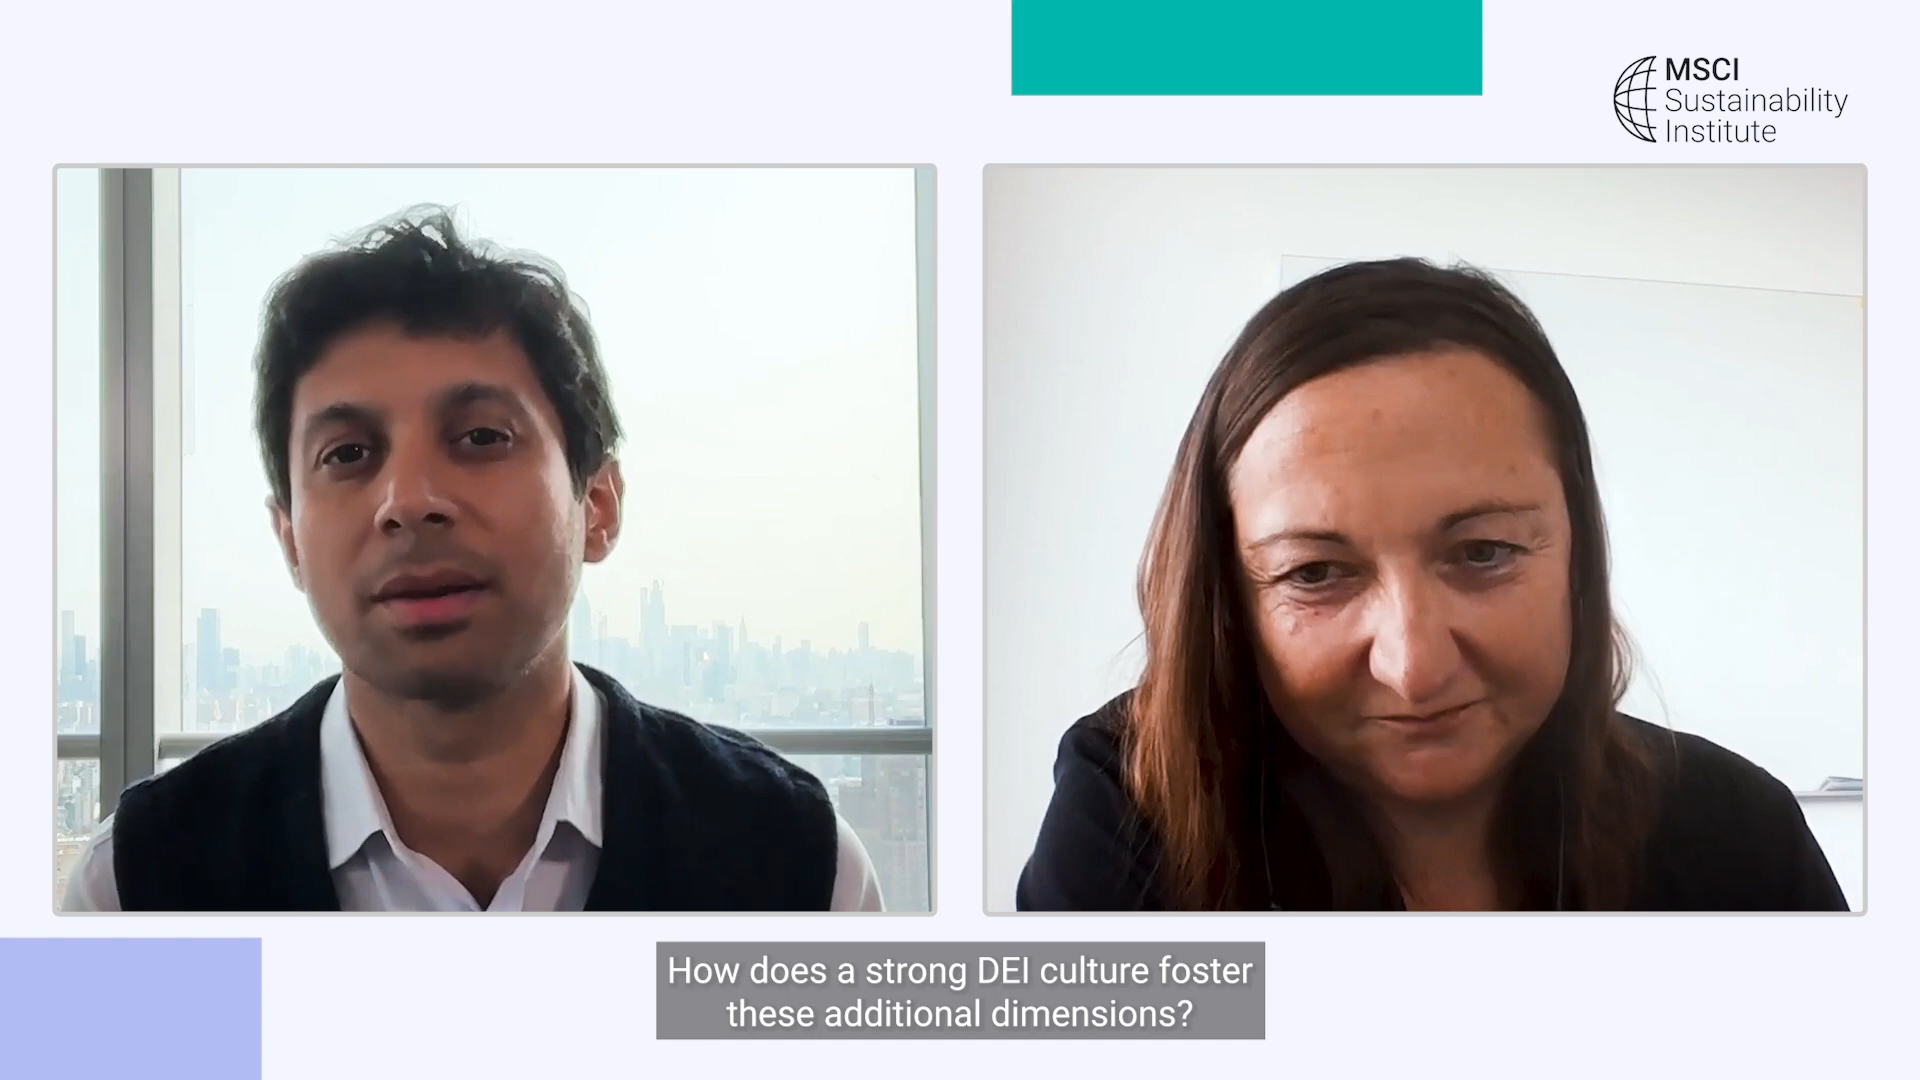 MSCI
Sustainability
Institute
How does a strong DEI culture foster
these additional dimensions?